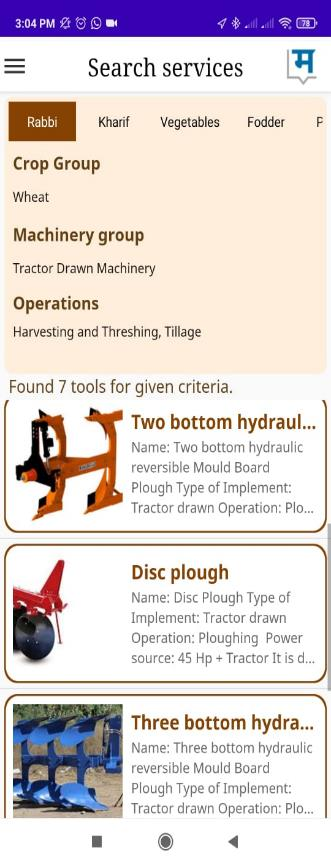 3:04 PM
78
Search services
म
Rabbi Kharif Vegetables Fodder P
Crop Group
Wheat
Machinery group
Tractor Drawn Machinery
Operations
Harvesting and Threshing, Tillage
Found 7 tools for given criteria.
Two bottom hydraul...
Name: Two bottom hydraulic
reversible Mould Board
Plough Type of Implement:
Tractor drawn Operation: Plo...
Disc plough
Name: Disc Plough Type of
Implement: Tractor drawn
Operation: Ploughing Power
source: 45 Hp + Tractor It is d...
Three bottom hydra...
Name: Three bottom hydraulic
reversible Mould Board
Plough Type of Implement:
Tractor drawn Operation: Plo...